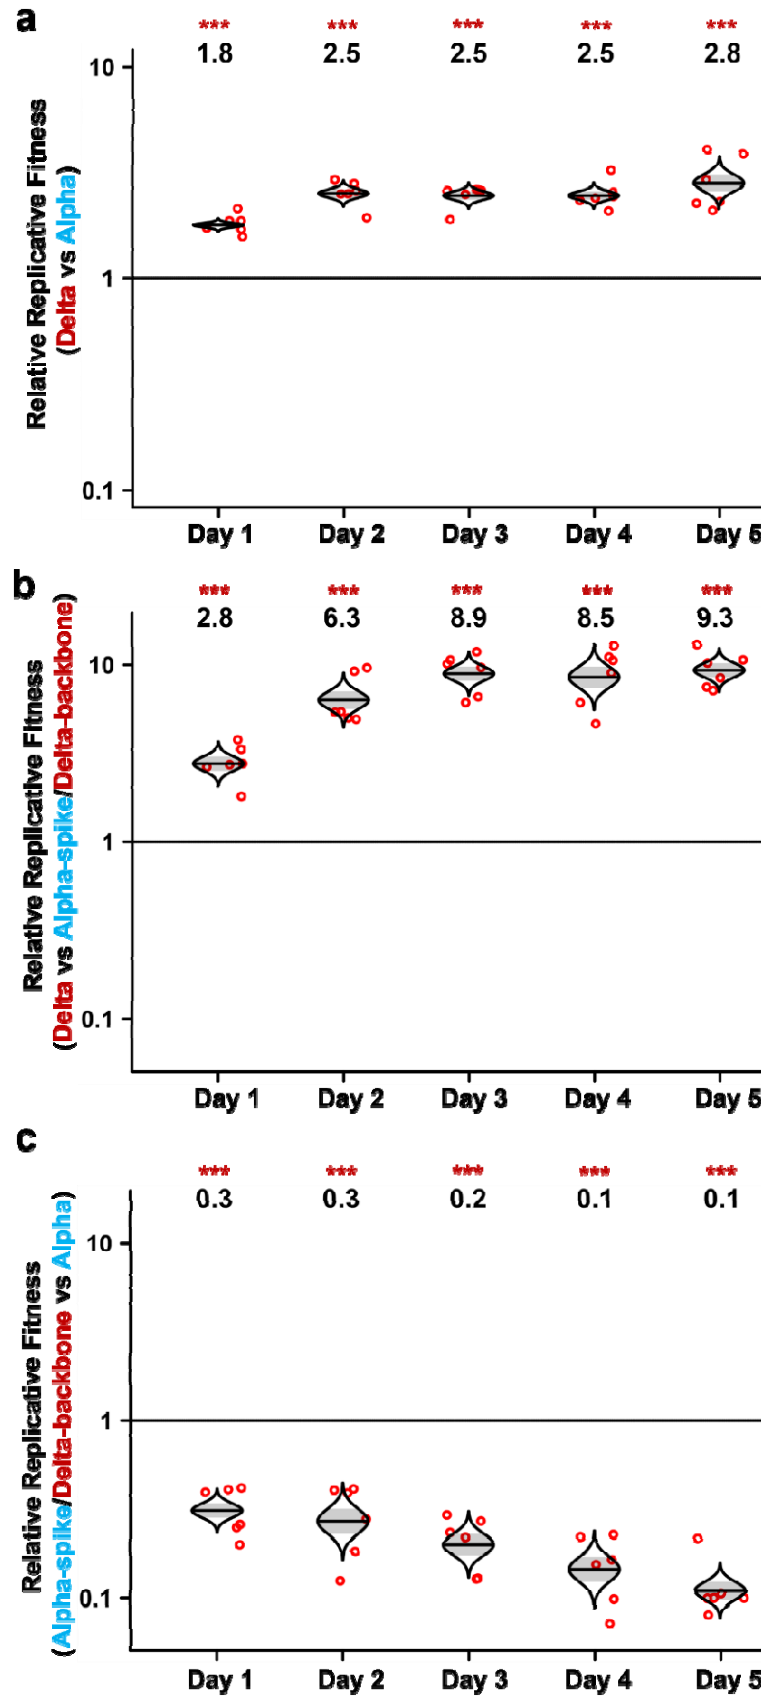 a
*** *** *** *** ***
1.8 2.5 2.5 2.5 2.8
Relative Replicative Fitness
(Delta vs Alpha)
10
1
0.1
Day 1 Day 2 Day 3 Day 4 Day 5
b
*** *** *** *** ***
2.8 6.3 8.9 8.5 9.3
Relative Replicative Fitness
(Delta vs Alpha-spike/Delta-backbone)
10
1
0.1
Day 1 Day 2 Day 3 Day 4 Day 5
c
*** *** *** *** ***
0.3 0.3 0.2 0.1 0.1
Relative Replicative Fitness
(Alpha-spike/Delta-backbone vs Alpha)
10
1
0.1
Day 1 Day 2 Day 3 Day 4 Day 5